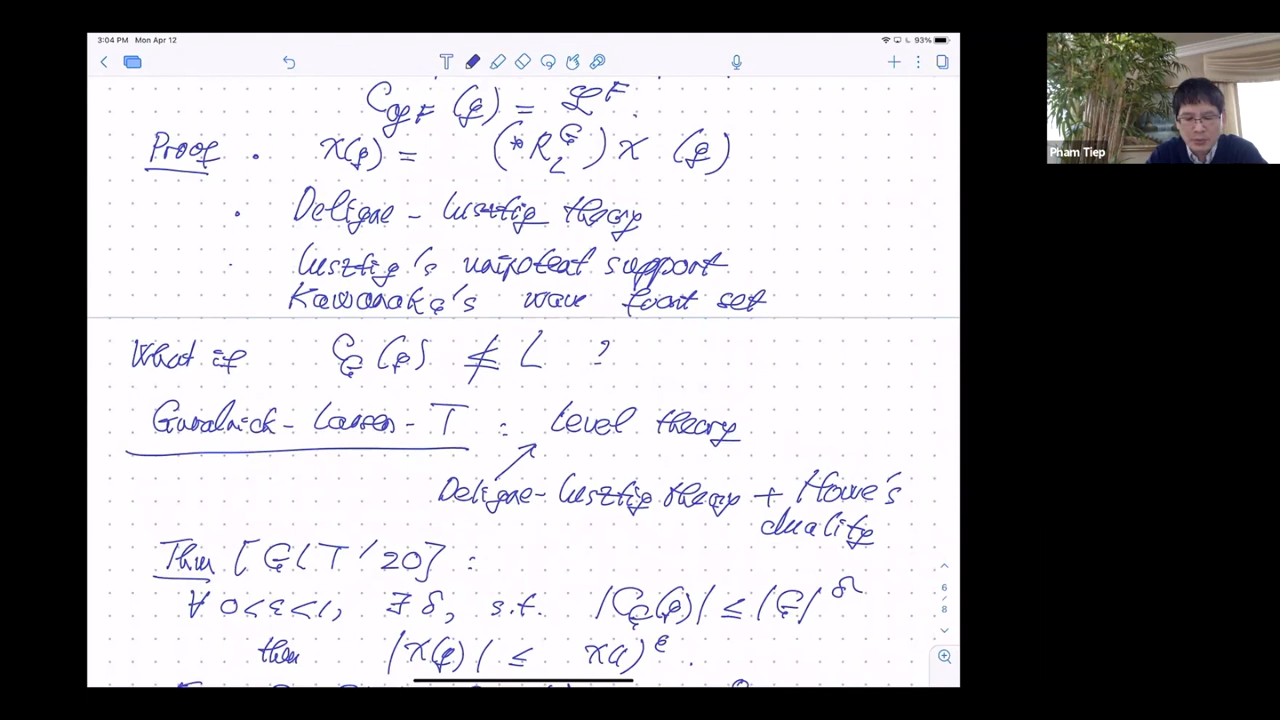 3:04 PM Mon Apr 12
93%
C_{𝒢^F}(g) = ℒ^F.
Proof . χ(g) = (*R_L^G) χ (g)
. Deligne - Lusztig theory
. Lusztig's unipotent support
Kawanaka's wave front set
What if C_G(g) ≰ L ?
Guralnick - Larsen - T : Level theory
Deligne - Lusztig theory + Howe's
duality
Thm [GLT '20] :
∀ 0<ε<1, ∃ δ, s.t. |C_G(g)| ≤ |G|^δ
then |χ(g)| ≤ χ(1)^ε.
6
8
Pham Tiep